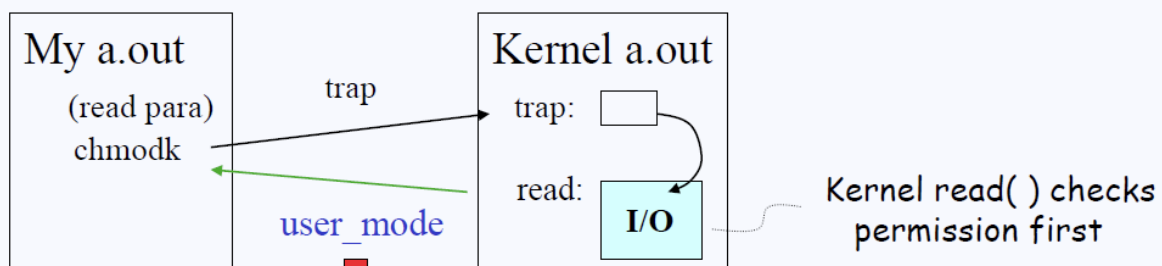 My a.out
(read para)
chmodk
trap
user_mode
Kernel a.out
trap:
read:
I/O
Kernel read( ) checks
permission first